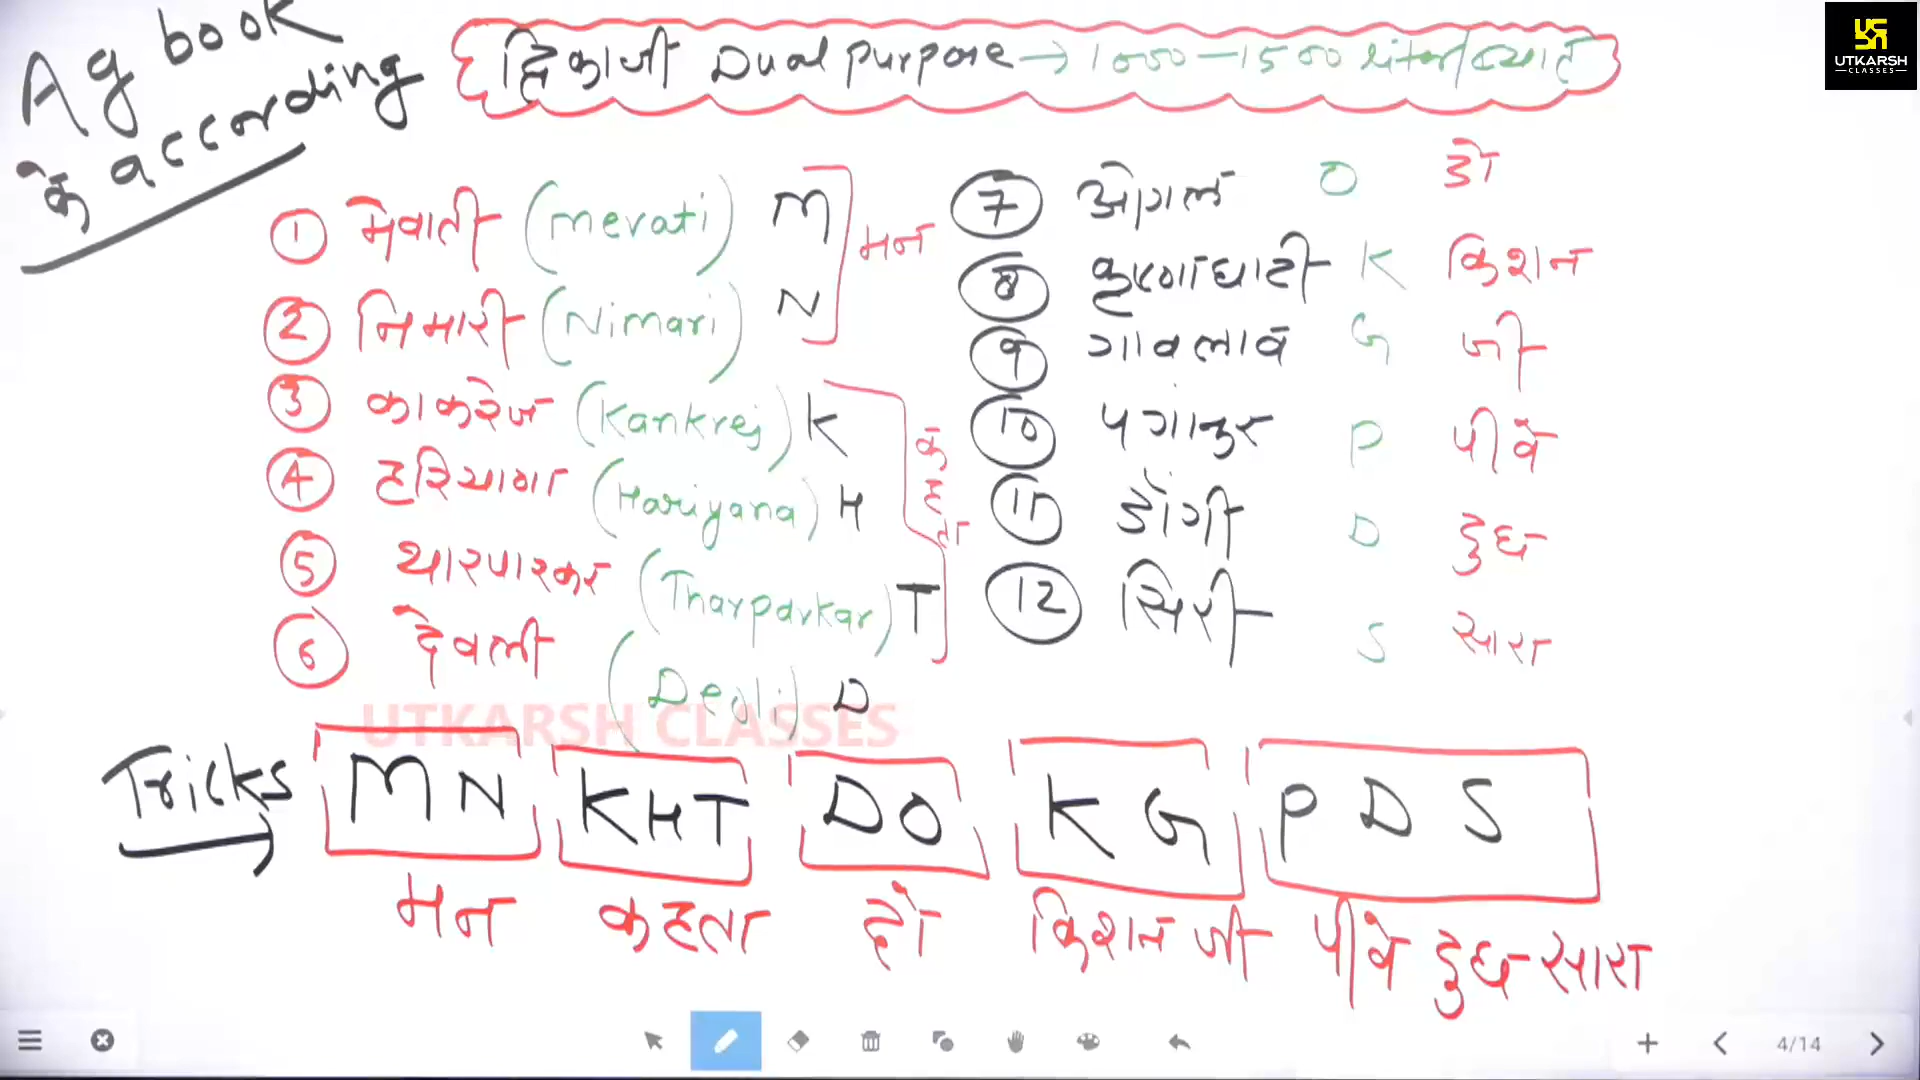 Ag book
के according
द्विकाजी Dual purpose → 1000-1500 liter/ब्यात
UTKARSH
CLASSES
① मेवाती (Mevati) M
② निमारी (Nimari) N
मन
③ काकरेज (Kankrej) K
④ हरियाणा (Hariyana) H
⑤ थारपारकर (Tharparkar) T
कहता
⑥ देवली (Deoli) D
⑦ ओंगोल O डो
⑧ कृष्णाघाटी K किशन
⑨ गावलाव G जी
⑩ P पीवे
⑪ डांगी D दुध
⑫ सिरी S सारा
UTKARSH CLASSES
Tricks → MN KHT DO KG PDS
मन कहता हो किशन जी पीवे दुध सारा
4/14